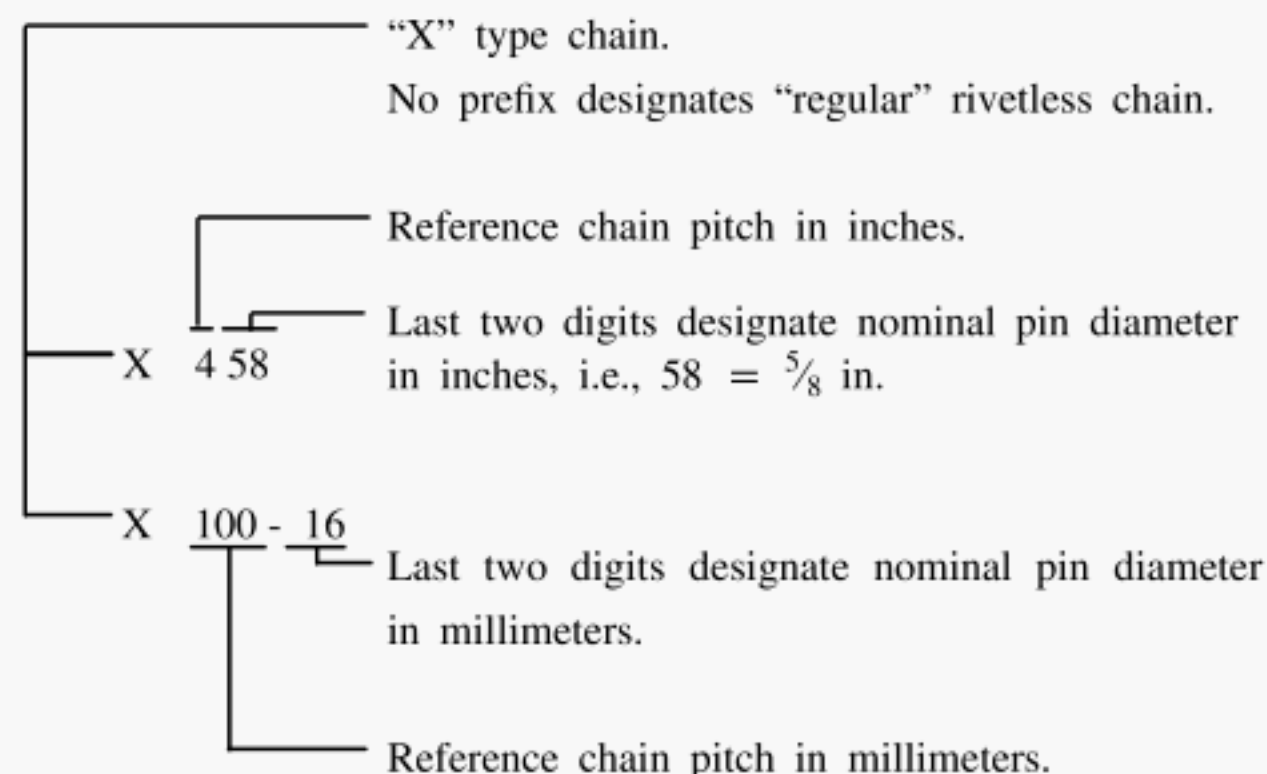 “X” type chain.
No prefix designates “regular” rivetless chain.
Reference chain pitch in inches.
Last two digits designate nominal pin diameter
in inches, i.e., 58 = ⅝ in.
X 4 58
X 100 - 16
Last two digits designate nominal pin diameter
in millimeters.
Reference chain pitch in millimeters.